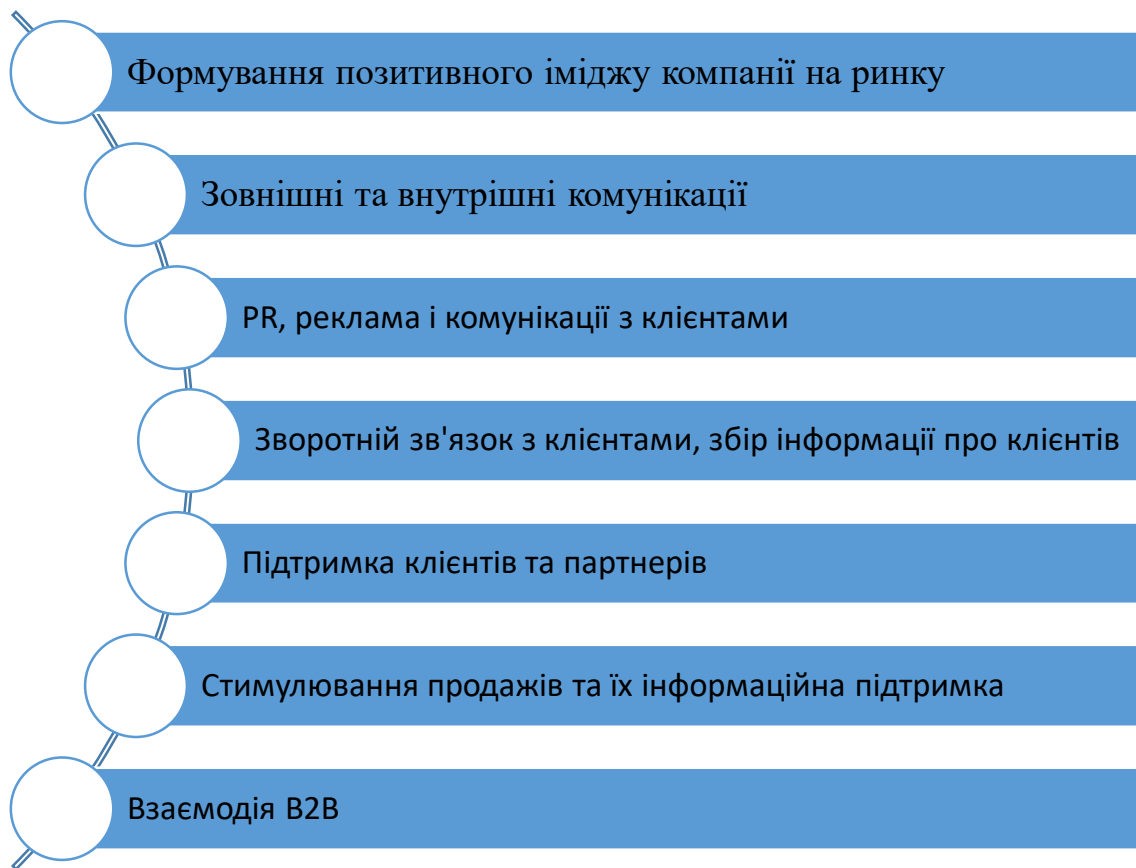 Формування позитивного іміджу компанії на ринку
Зовнішні та внутрішні комунікації
PR, реклама і комунікації з клієнтами
Зворотній зв'язок з клієнтами, збір інформації про клієнтів
Підтримка клієнтів та партнерів
Стимулювання продажів та їх інформаційна підтримка
Взаємодія B2B